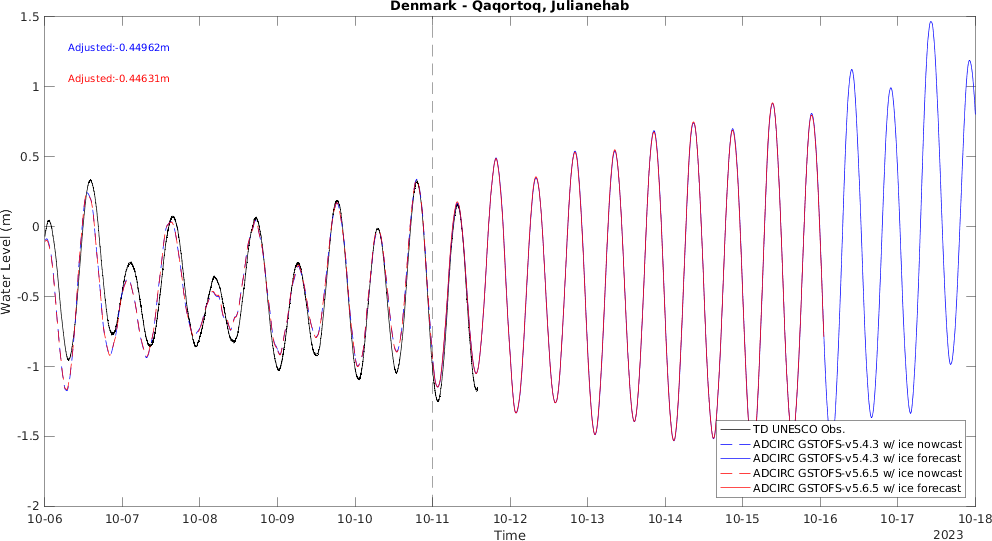 Denmark - Qaqortoq, Julianehab
Adjusted:-0.44962m
Adjusted:-0.44631m
Water Level (m)
1.5
1
0.5
0
-0.5
-1
-1.5
-2
TD UNESCO Obs.
ADCIRC GSTOFS-v5.4.3 w/ ice nowcast
ADCIRC GSTOFS-v5.4.3 w/ ice forecast
ADCIRC GSTOFS-v5.6.5 w/ ice nowcast
ADCIRC GSTOFS-v5.6.5 w/ ice forecast
10-06 10-07 10-08 10-09 10-10 10-11 10-12 10-13 10-14 10-15 10-16 10-17 10-18
Time
2023